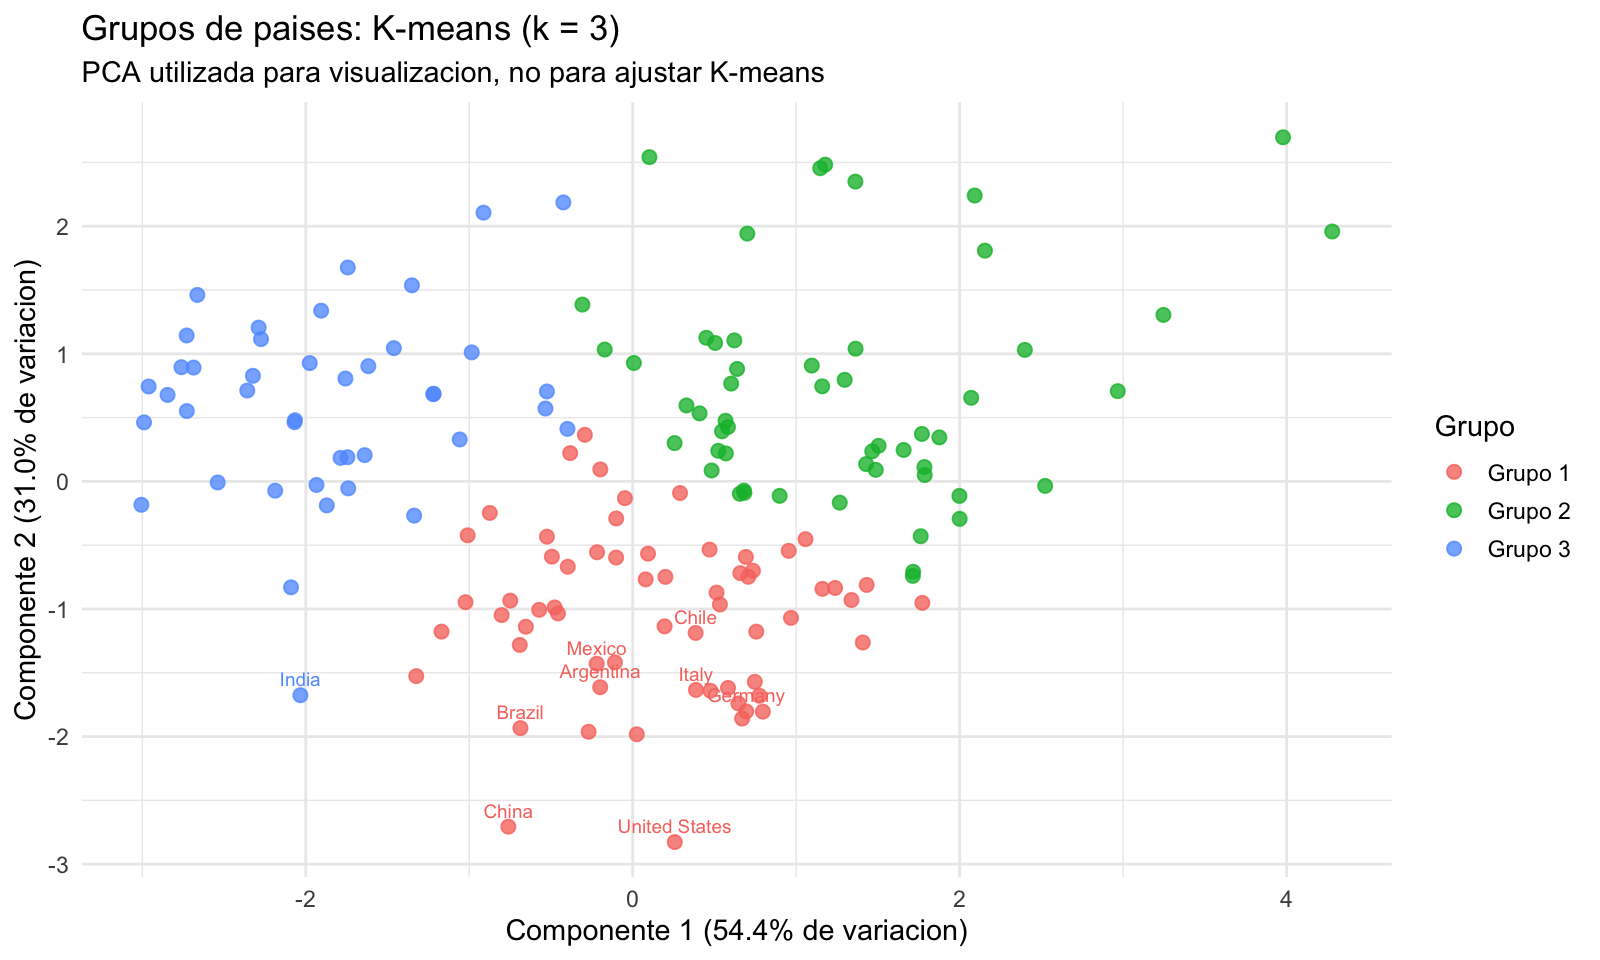 Grupos de paises: K-means (k = 3)
PCA utilizada para visualizacion, no para ajustar K-means
Componente 2 (31.0% de variacion)
2
1
0
-1
-2
-3
Chile
Mexico
Argentina
Italy
India
Germany
Brazil
China
United States
-2
0
2
4
Componente 1 (54.4% de variacion)
Grupo
Grupo 1
Grupo 2
Grupo 3